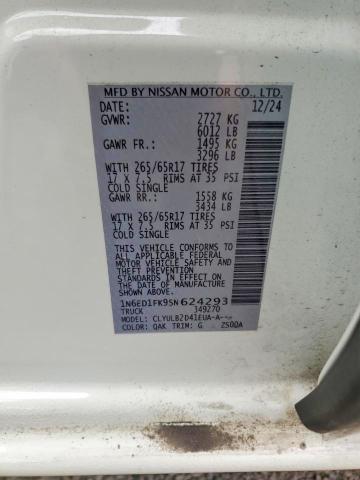 MFD BY NISSAN MOTOR CO., LTD.
DATE: 12/24
GVWR: 2727 KG
6012 LB
GAWR FR.: 1495 KG
3296 LB
WITH 265/65R17 TIRES
17 X 7.5 RIMS AT 35 PSI
COLD SINGLE
GAWR RR.: 1558 KG
3434 LB
WITH 265/65R17 TIRES
17 X 7.5 RIMS AT 35 PSI
COLD SINGLE
THIS VEHICLE CONFORMS TO
ALL APPLICABLE FEDERAL
MOTOR VEHICLE SAFETY AND
THEFT PREVENTION
STANDARDS IN EFFECT ON
THE DATE OF MANUFACTURE
SHOWN ABOVE.
1N6ED1FK9SN624293
TRUCK 349270
MODEL: CLYULB2D41EUA-A---
COLOR: QAK TRIM: G ZS00A